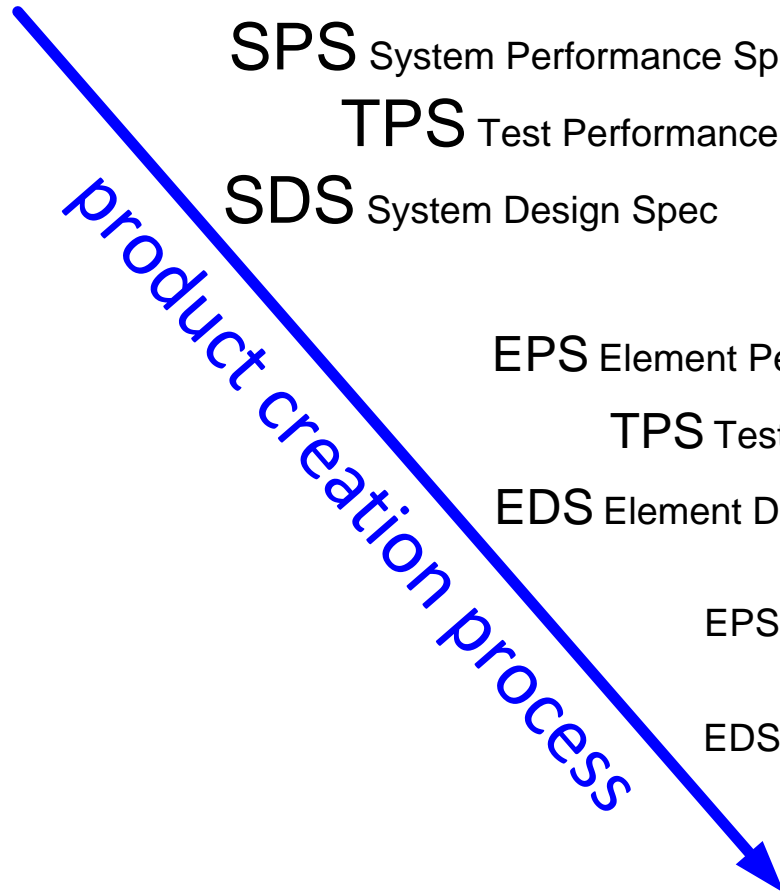 SPS System Performance Sp
TPS Test Performance
SDS System Design Spec
product creation process
EPS Element Pe
TPS Test
EDS Element D
EPS
EDS